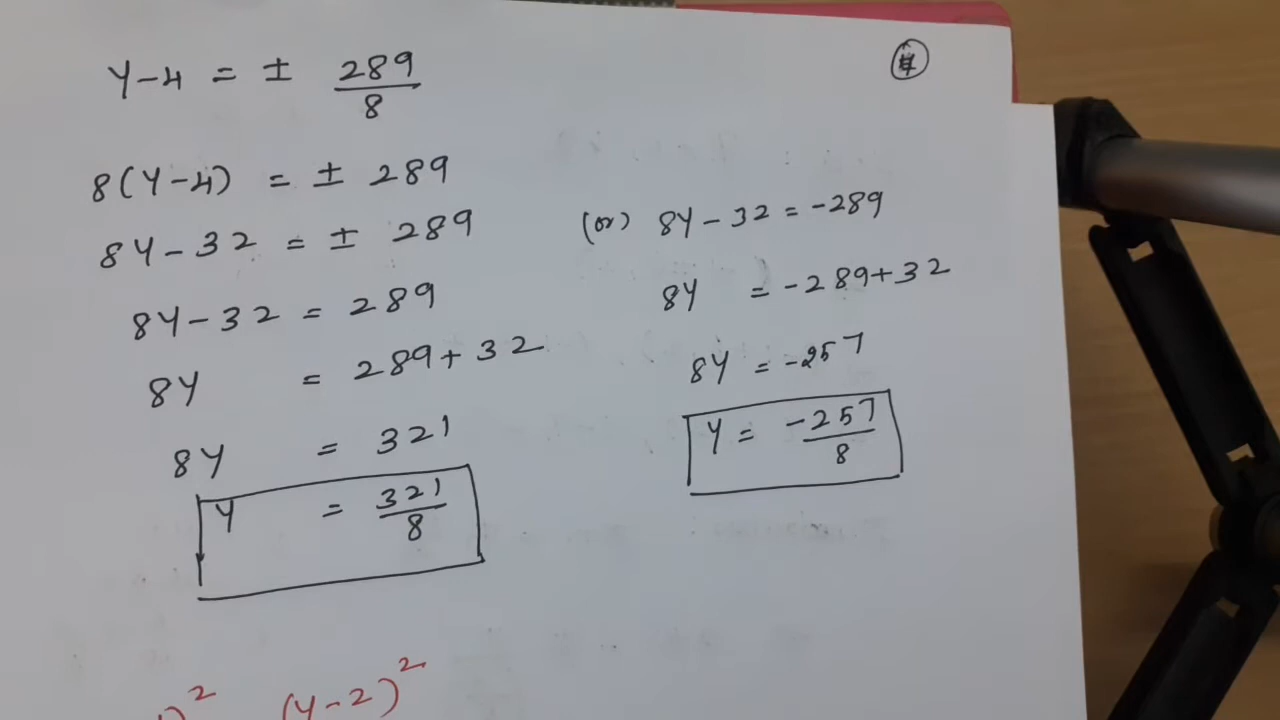 Y-4 = ± 289/8
8(Y-4) = ± 289
8Y-32 = ± 289
8Y-32 = 289
8Y = 289+32
8Y = 321
Y = 321/8
(or) 8Y-32 = -289
8Y = -289+32
8Y = -257
Y = -257/8
)² (Y-2)²